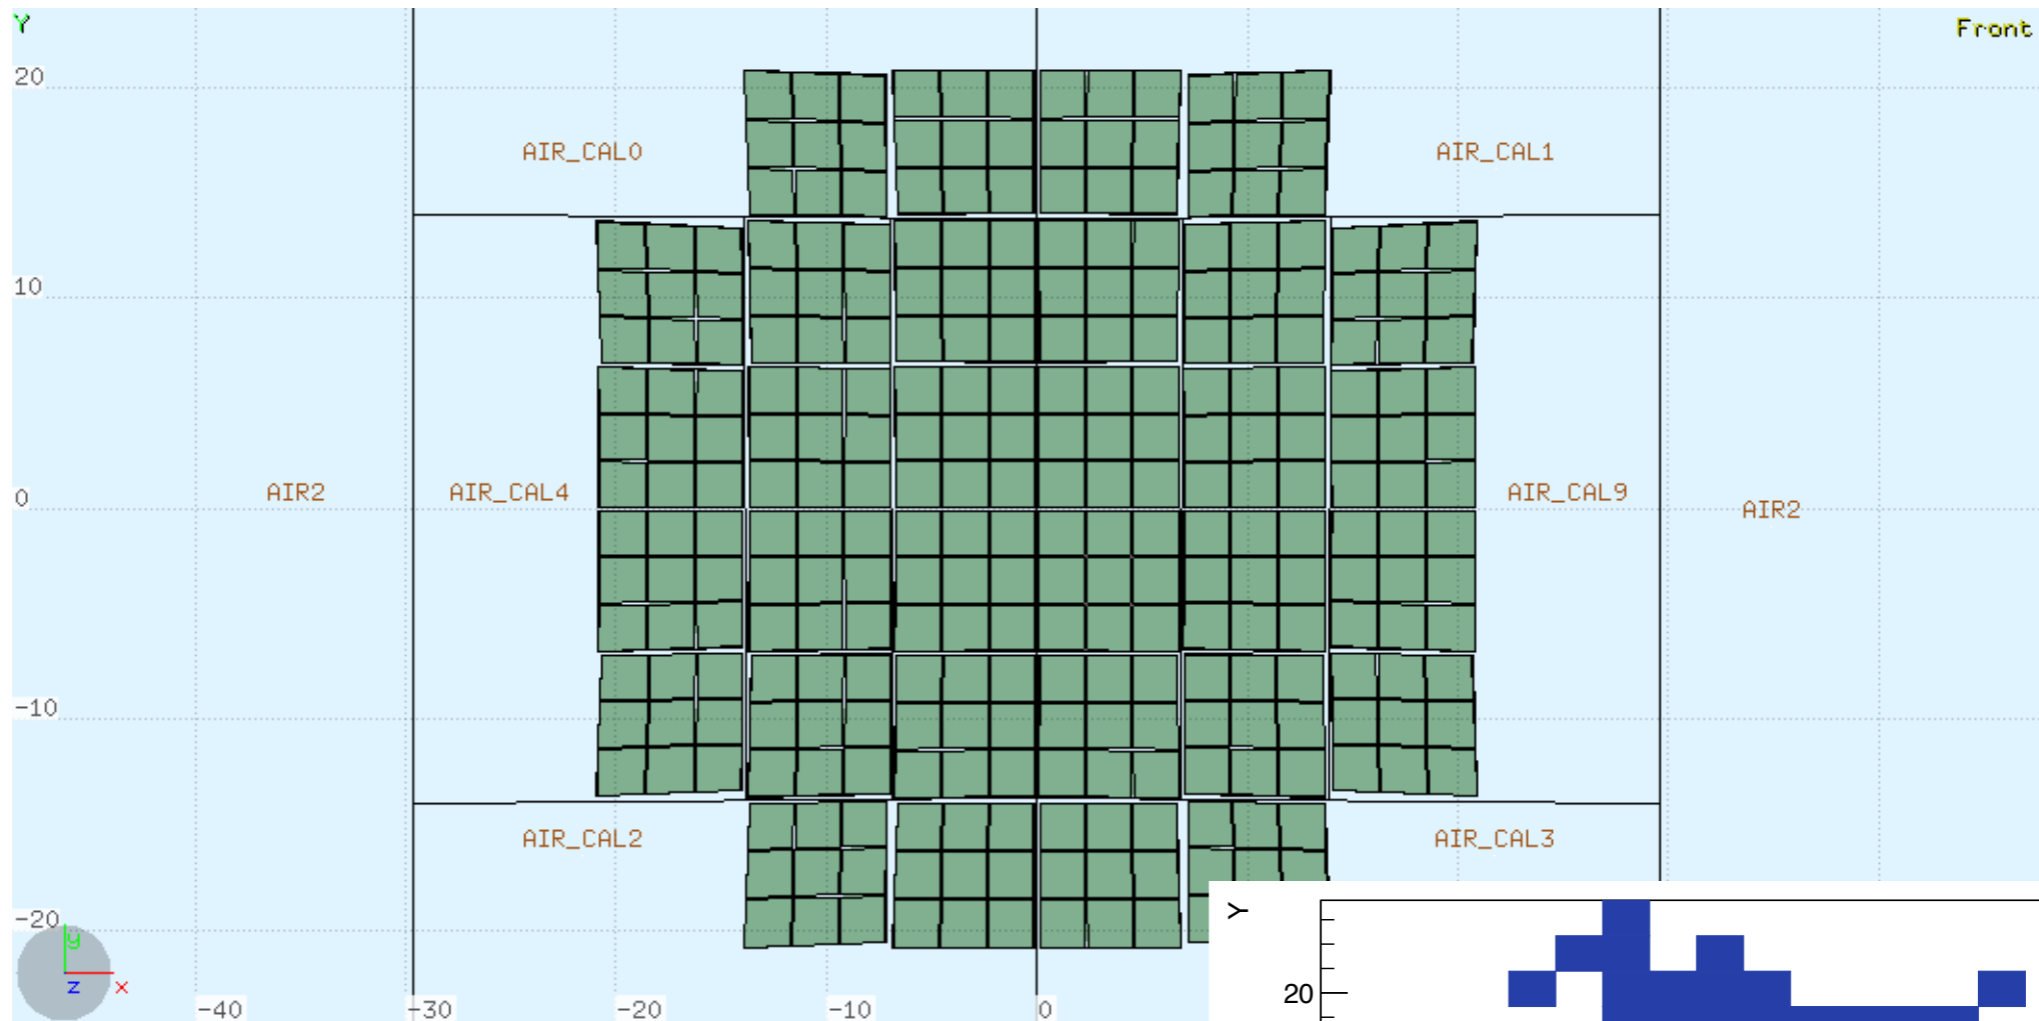 Y
Front
20
AIR_CAL0
AIR_CAL1
10
0
AIR2
AIR_CAL4
AIR_CAL9
AIR2
-10
AIR_CAL2
AIR_CAL3
-20
y
z
x
-40
-30
-20
-10
0
Y
20